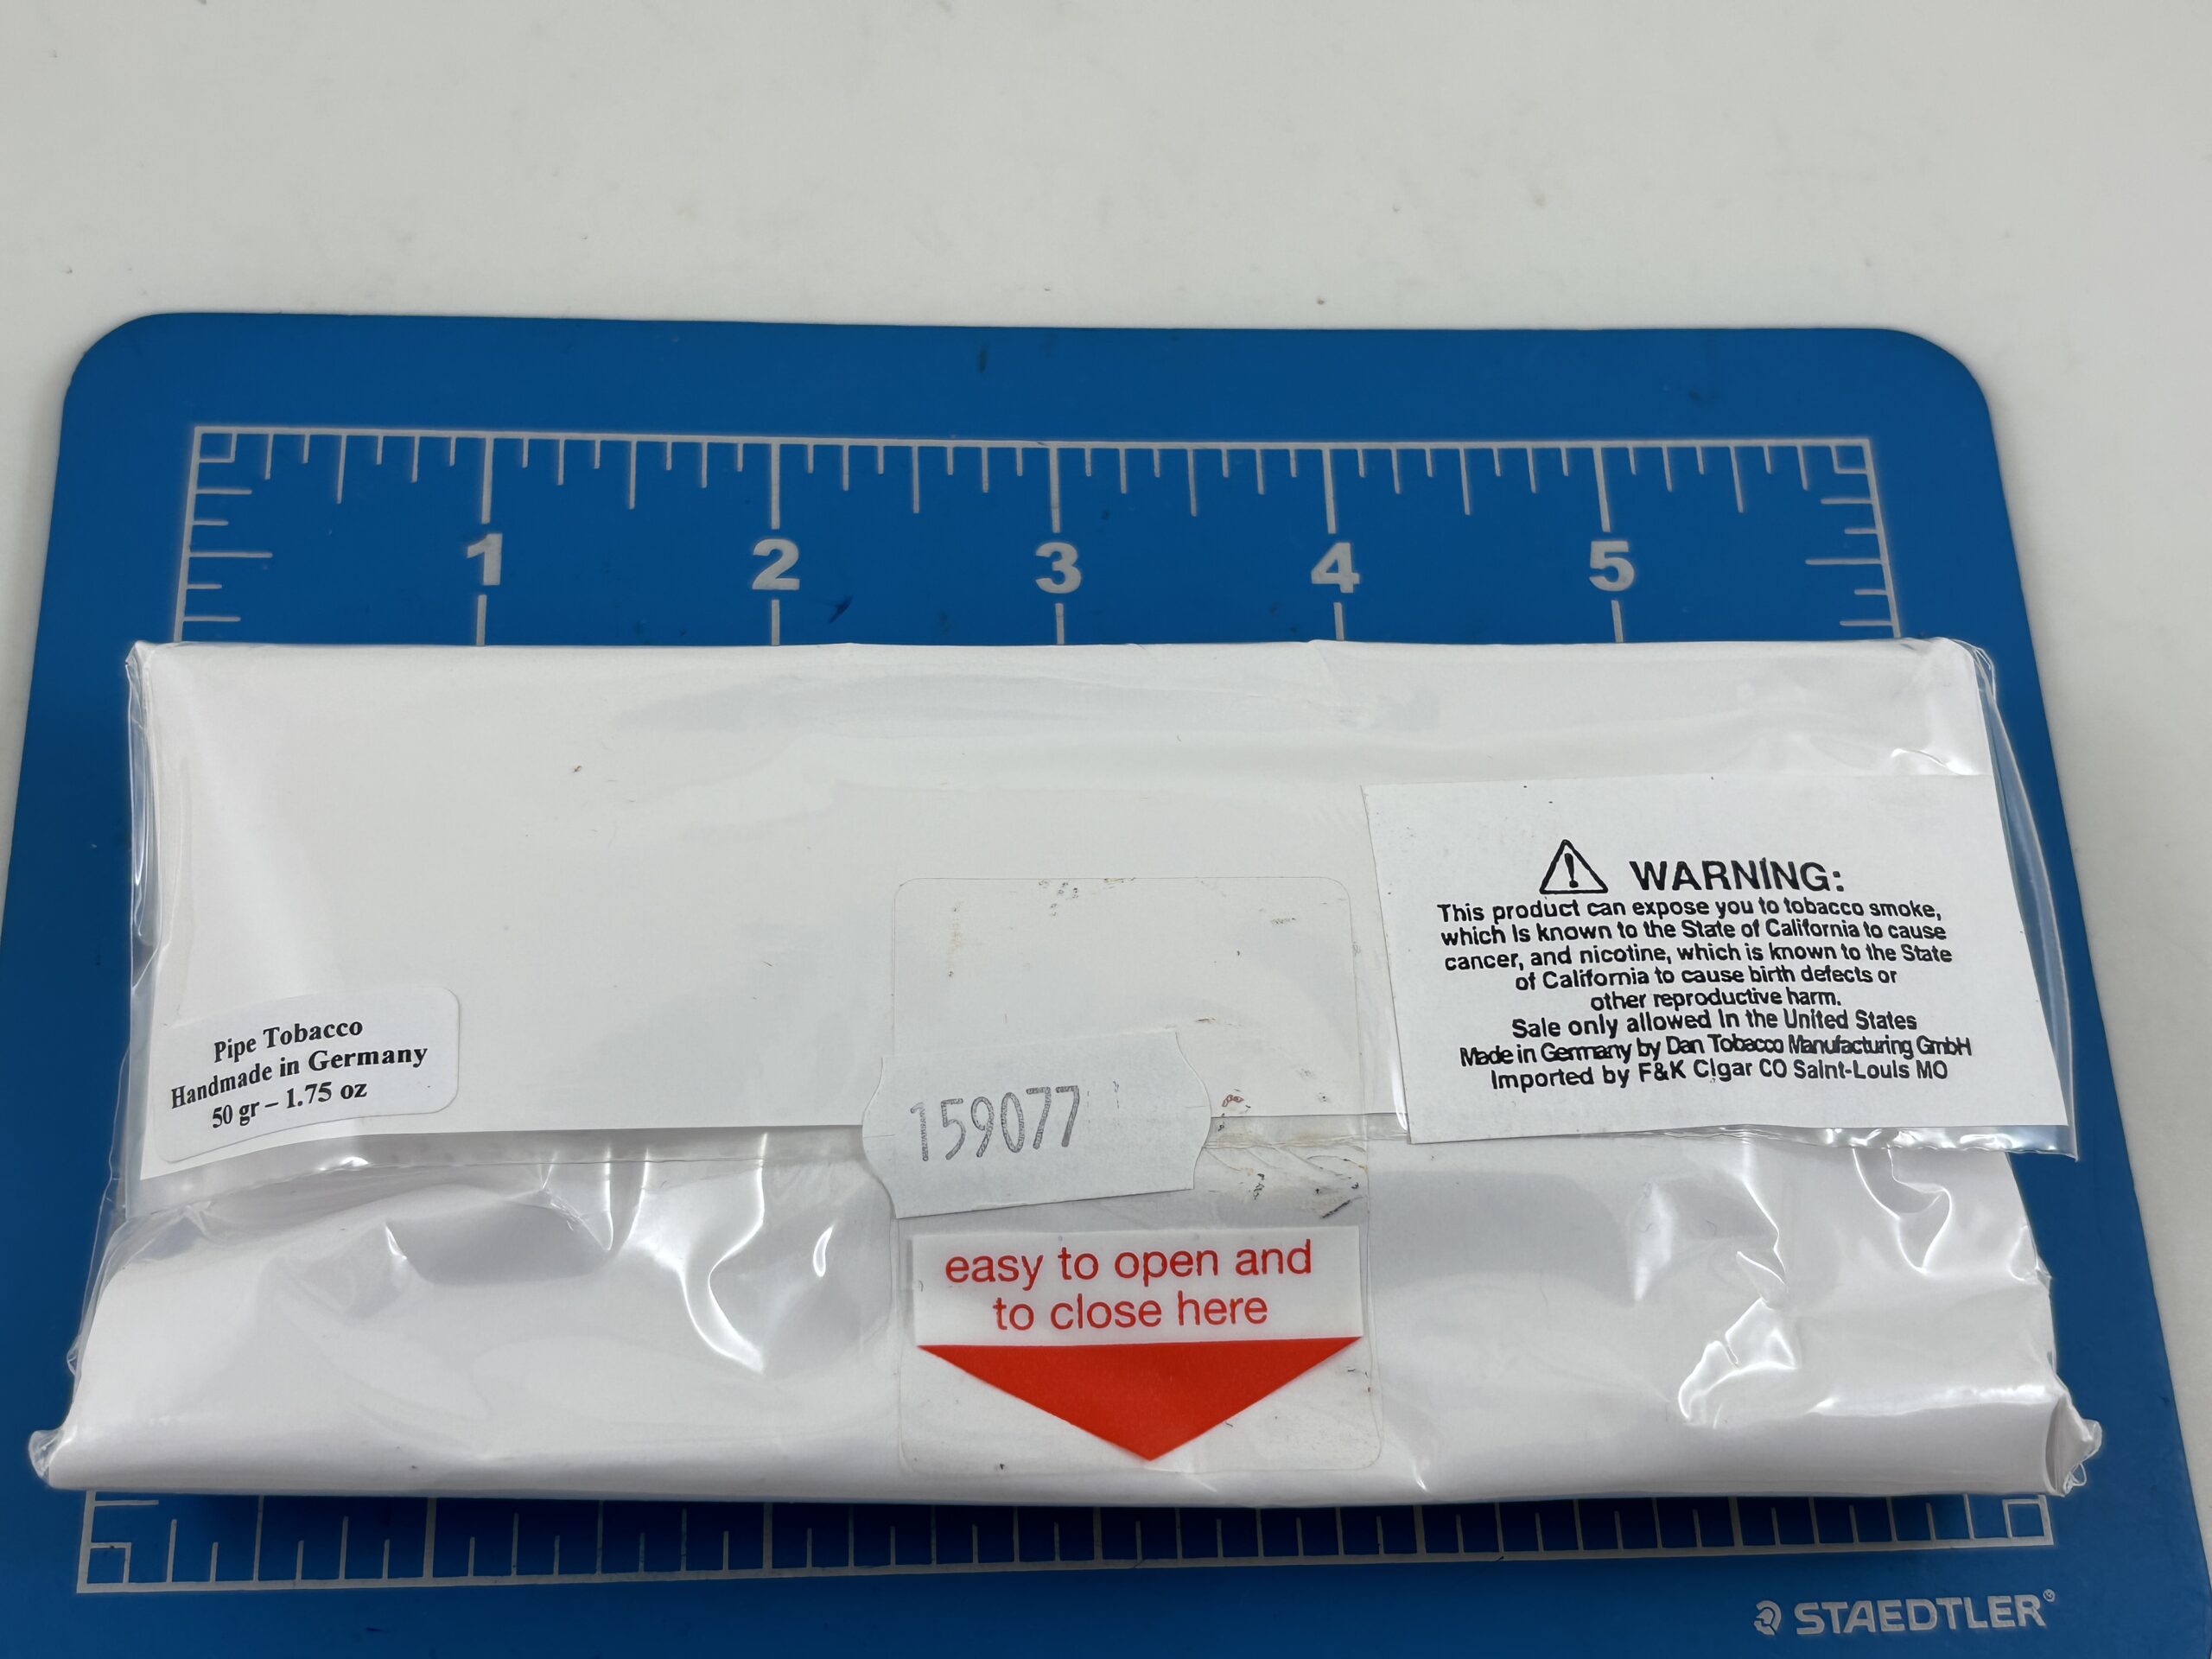 1 2 3 4 5
WARNING:
This product can expose you to tobacco smoke,
which Is known to the State of California to cause
cancer, and nicotine, which is known to the State
of California to cause birth defects or
other reproductive harm.
Sale only allowed In the United States
Made in Germany by Dan Tobacco Manufacturing GmbH
Imported by F&K Cigar CO Saint-Louis MO
Pipe Tobacco
Handmade in Germany
50 gr – 1.75 oz
159077
easy to open and
to close here
STAEDTLER®